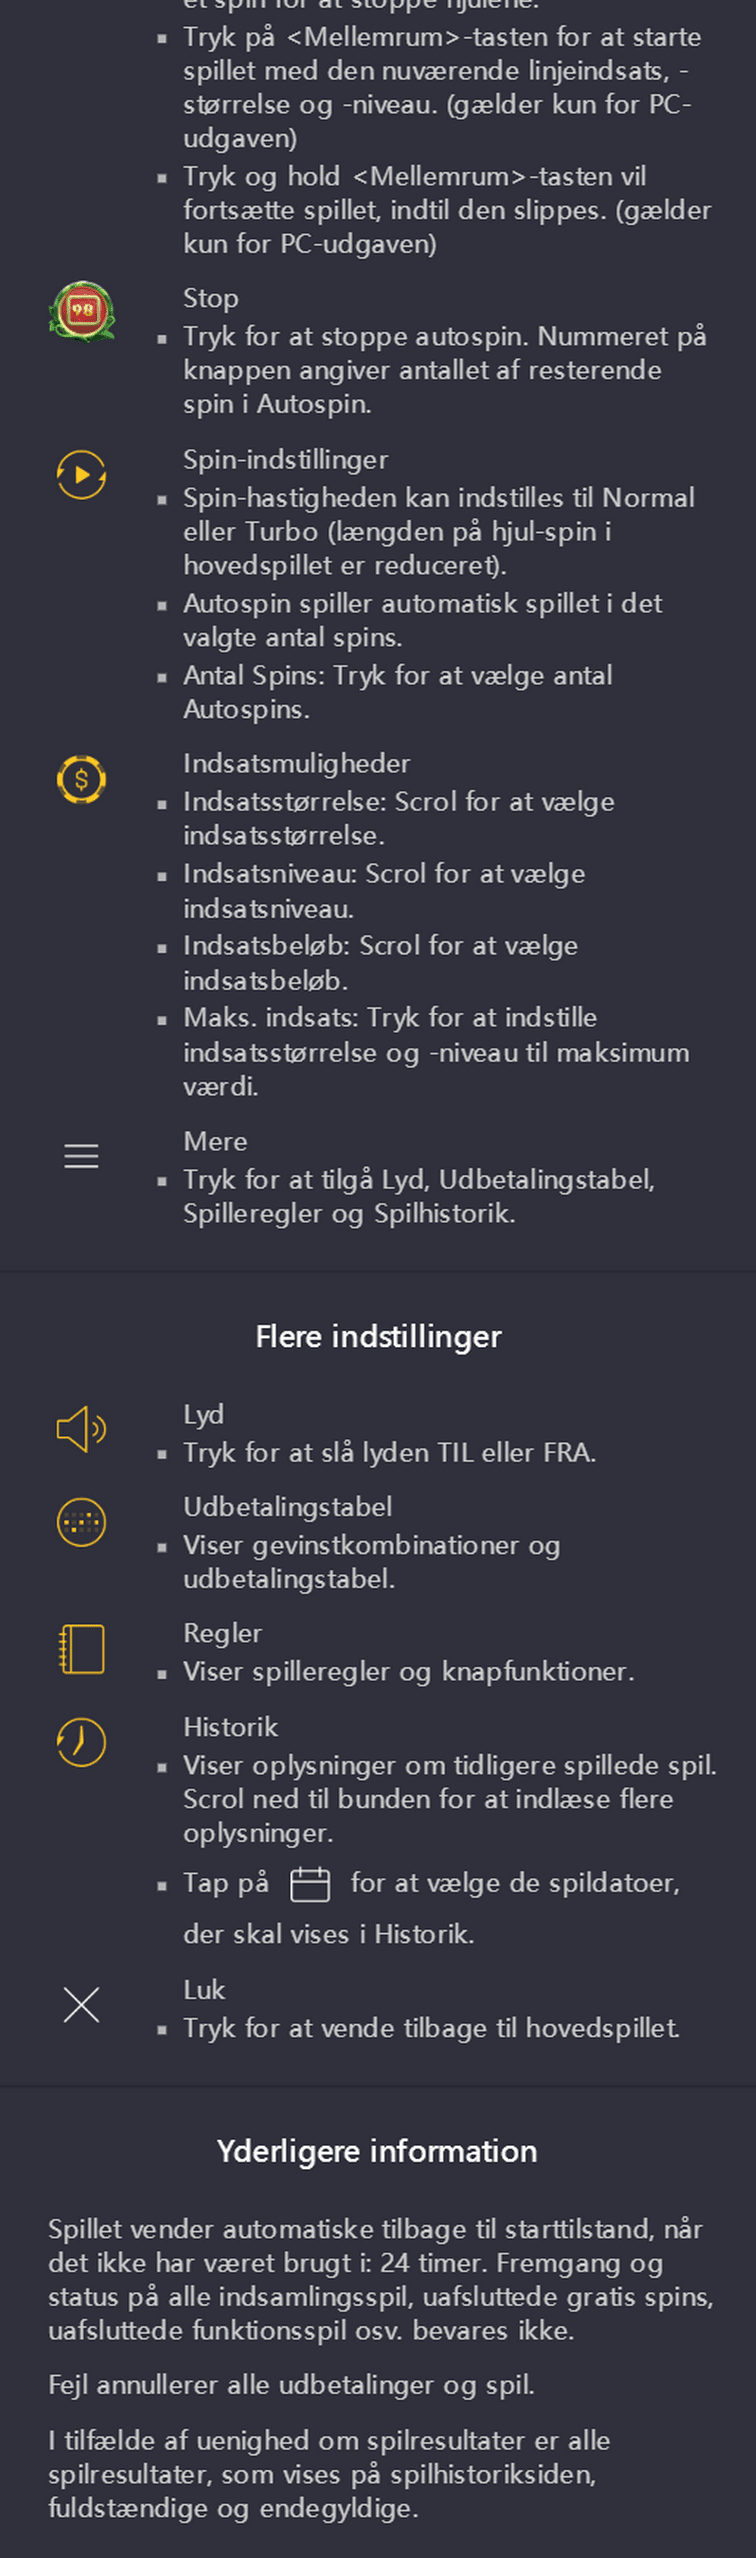 et spin for at stoppe hjulene.
▪ Tryk på <Mellemrum>-tasten for at starte
spillet med den nuværende linjeindsats, -
størrelse og -niveau. (gælder kun for PC-
udgaven)
▪ Tryk og hold <Mellemrum>-tasten vil
fortsætte spillet, indtil den slippes. (gælder
kun for PC-udgaven)
98
Stop
▪ Tryk for at stoppe autospin. Nummeret på
knappen angiver antallet af resterende
spin i Autospin.
Spin-indstillinger
▪ Spin-hastigheden kan indstilles til Normal
eller Turbo (længden på hjul-spin i
hovedspillet er reduceret).
▪ Autospin spiller automatisk spillet i det
valgte antal spins.
▪ Antal Spins: Tryk for at vælge antal
Autospins.
$
Indsatsmuligheder
▪ Indsatsstørrelse: Scrol for at vælge
indsatsstørrelse.
▪ Indsatsniveau: Scrol for at vælge
indsatsniveau.
▪ Indsatsbeløb: Scrol for at vælge
indsatsbeløb.
▪ Maks. indsats: Tryk for at indstille
indsatsstørrelse og -niveau til maksimum
værdi.
Mere
▪ Tryk for at tilgå Lyd, Udbetalingstabel,
Spilleregler og Spilhistorik.
Flere indstillinger
Lyd
▪ Tryk for at slå lyden TIL eller FRA.
Udbetalingstabel
▪ Viser gevinstkombinationer og
udbetalingstabel.
Regler
▪ Viser spilleregler og knapfunktioner.
Historik
▪ Viser oplysninger om tidligere spillede spil.
Scrol ned til bunden for at indlæse flere
oplysninger.
▪ Tap på for at vælge de spildatoer,
der skal vises i Historik.
Luk
▪ Tryk for at vende tilbage til hovedspillet.
Yderligere information
Spillet vender automatiske tilbage til starttilstand, når
det ikke har været brugt i: 24 timer. Fremgang og
status på alle indsamlingsspil, uafsluttede gratis spins,
uafsluttede funktionsspil osv. bevares ikke.
Fejl annullerer alle udbetalinger og spil.
I tilfælde af uenighed om spilresultater er alle
spilresultater, som vises på spilhistoriksiden,
fuldstændige og endegyldige.